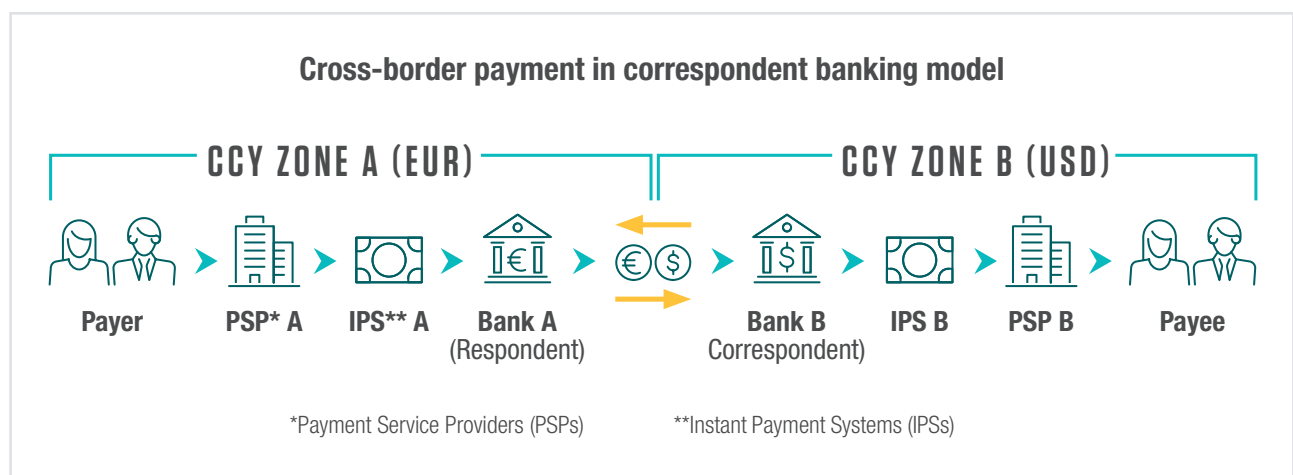 Cross-border payment in correspondent banking model
CCY ZONE A (EUR)
CCY ZONE B (USD)
€
€ $
$
Payer
PSP* A
IPS** A
Bank A
(Respondent)
Bank B
Correspondent)
IPS B
PSP B
Payee
*Payment Service Providers (PSPs)
**Instant Payment Systems (IPSs)